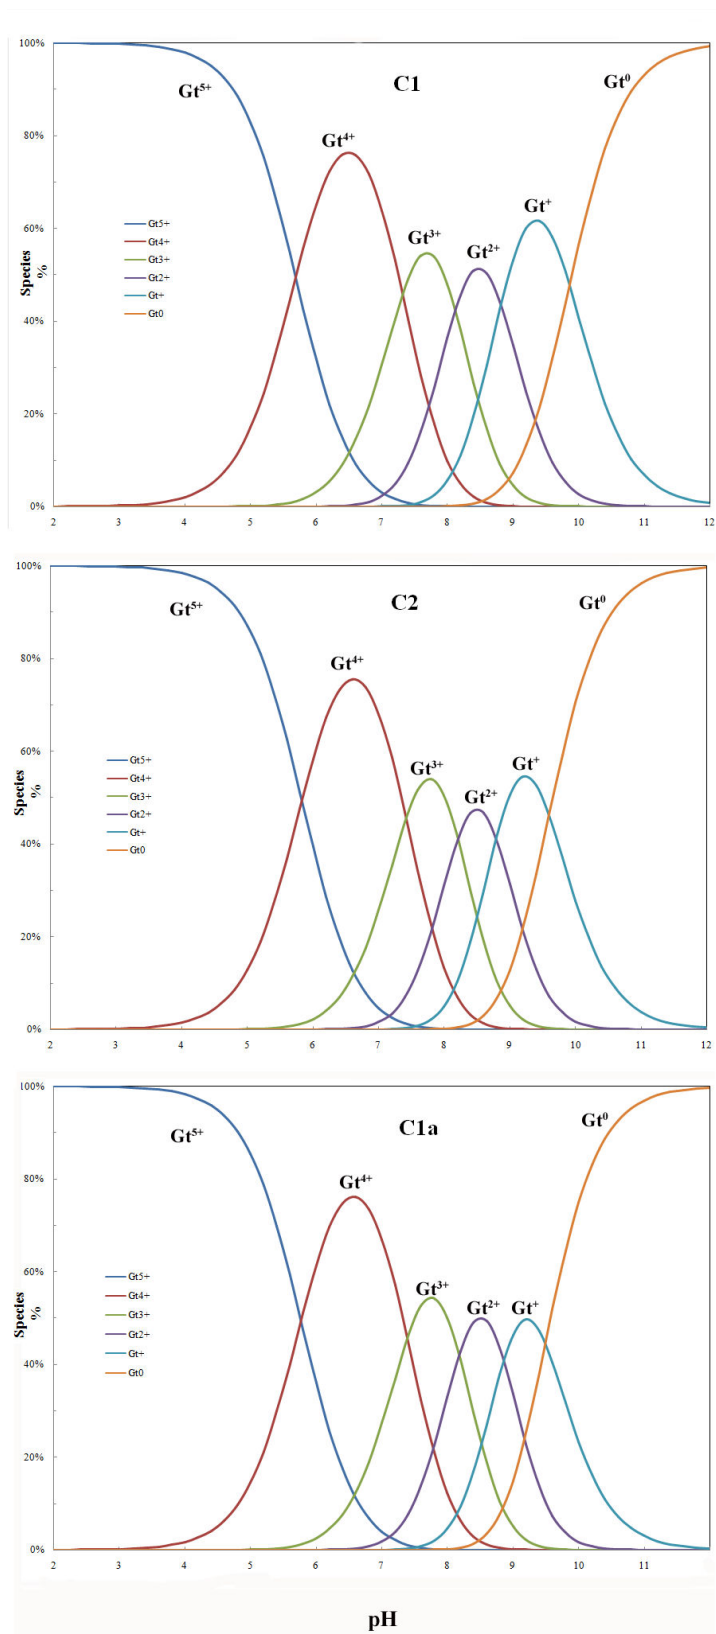 100%
C1
Gt⁰
Gt⁵⁺
80%
Gt⁴⁺
Gt⁺
60%
Gt5+
Gt³⁺
Gt4+
Gt²⁺
Gt3+
Species
%
Gt2+
Gt+
Gt0
40%
20%
0%
2 3 4 5 6 7 8 9 10 11 12
100%
Gt⁵⁺
C2
Gt⁰
80%
Gt⁴⁺
60%
Gt5+
Gt³⁺
Gt⁺
Gt4+
Gt3+
Species
%
Gt²⁺
Gt2+
Gt+
Gt0
40%
20%
0%
2 3 4 5 6 7 8 9 10 11 12
100%
Gt⁵⁺
C1a
Gt⁰
80%
Gt⁴⁺
60%
Gt5+
Gt³⁺
Gt4+
Gt3+
Species
%
Gt²⁺
Gt⁺
Gt2+
Gt+
Gt0
40%
20%
0%
2 3 4 5 6 7 8 9 10 11
pH